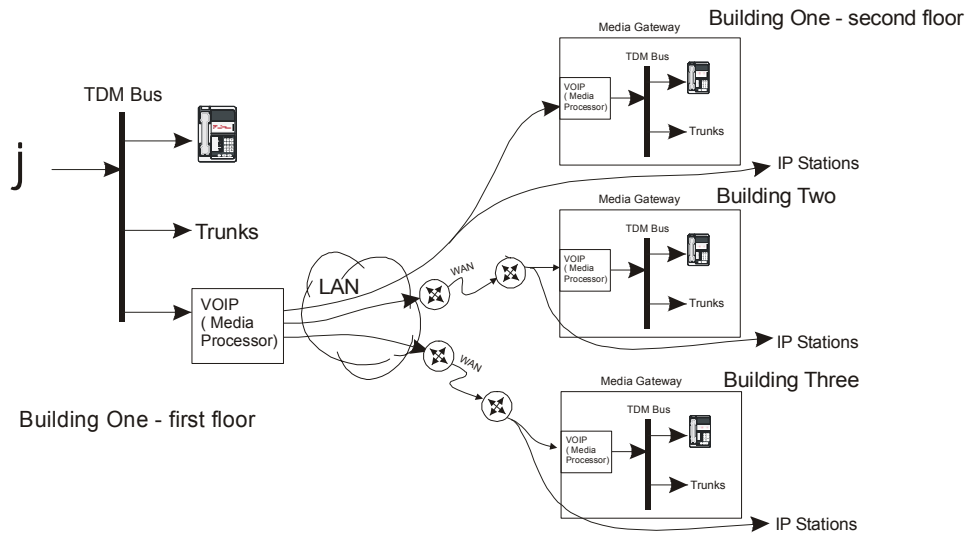 Building One - second floor
Media Gateway
TDM Bus
VOIP
( Media
Processor)
Trunks
IP Stations
TDM Bus
j
Trunks
LAN
VOIP
( Media
Processor)
Building One - first floor
WAN
WAN
Building Two
Media Gateway
TDM Bus
VOIP
( Media
Processor)
Trunks
IP Stations
Building Three
Media Gateway
TDM Bus
VOIP
( Media
Processor)
Trunks
IP Stations